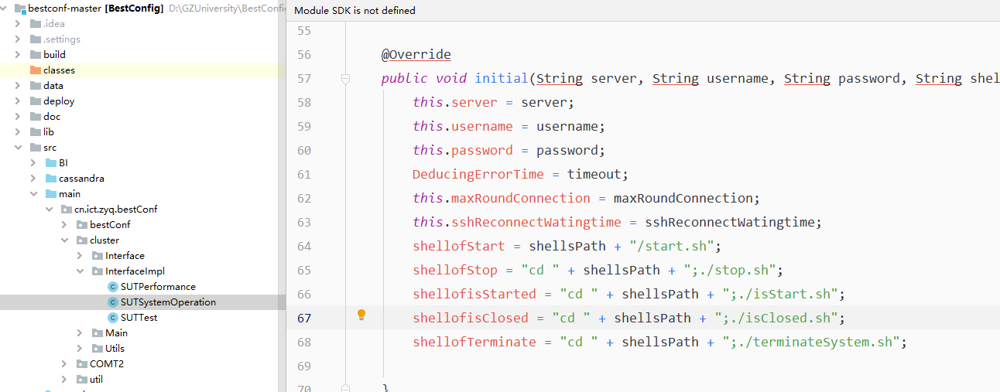 bestconf-master [BestConfig] D:\GZUniversity\BestConfig
.idea
.settings
build
classes
data
deploy
doc
lib
src
BI
cassandra
main
cn.ict.zyq.bestConf
bestConf
cluster
Interface
InterfaceImpl
SUTPerformance
SUTSystemOperation
SUTTest
Main
Utils
COMT2
util
Module SDK is not defined
55
56 @Override
57 public void initial(String server, String username, String password, String shel
58 this.server = server;
59 this.username = username;
60 this.password = password;
61 DeducingErrorTime = timeout;
62 this.maxRoundConnection = maxRoundConnection;
63 this.sshReconnectWatingtime = sshReconnectWatingtime;
64 shellofStart = shellsPath + "/start.sh";
65 shellofStop = "cd " + shellsPath + ";./stop.sh";
66 shellofisStarted = "cd " + shellsPath + ";./isStart.sh";
67 shellofisClosed = "cd " + shellsPath + ";./isClosed.sh";
68 shellofTerminate = "cd " + shellsPath + ";./terminateSystem.sh";
69
70 }